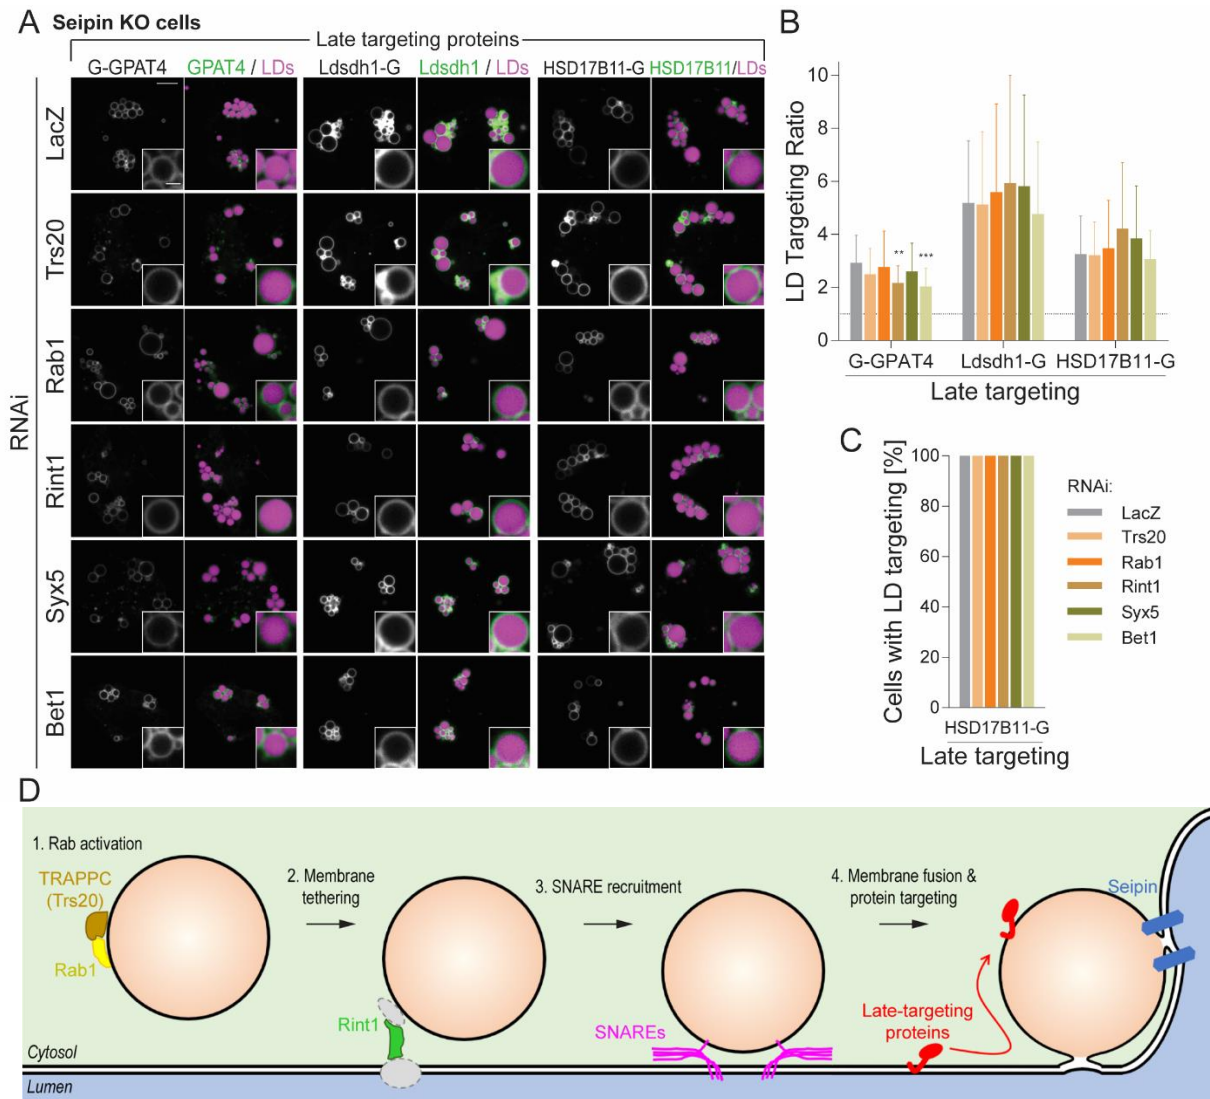 A Seipin KO cells
Late targeting proteins
G-GPAT4 GPAT4 / LDs Ldsdh1-G Ldsdh1 / LDs HSD17B11-G HSD17B11/LDs
RNAi
LacZ
Trs20
Rab1
Rint1
Syx5
Bet1
B
LD Targeting Ratio
10
8
6
4
2
0
** ***
G-GPAT4 Ldsdh1-G HSD17B11-G
Late targeting
C
Cells with LD targeting [%]
100
80
60
40
20
0
HSD17B11-G
Late targeting
RNAi:
LacZ
Trs20
Rab1
Rint1
Syx5
Bet1
D
1. Rab activation
TRAPPC
(Trs20)
Rab1
2. Membrane
tethering
Rint1
3. SNARE recruitment
SNAREs
4. Membrane fusion &
protein targeting
Seipin
Late-targeting
proteins
Cytosol
Lumen